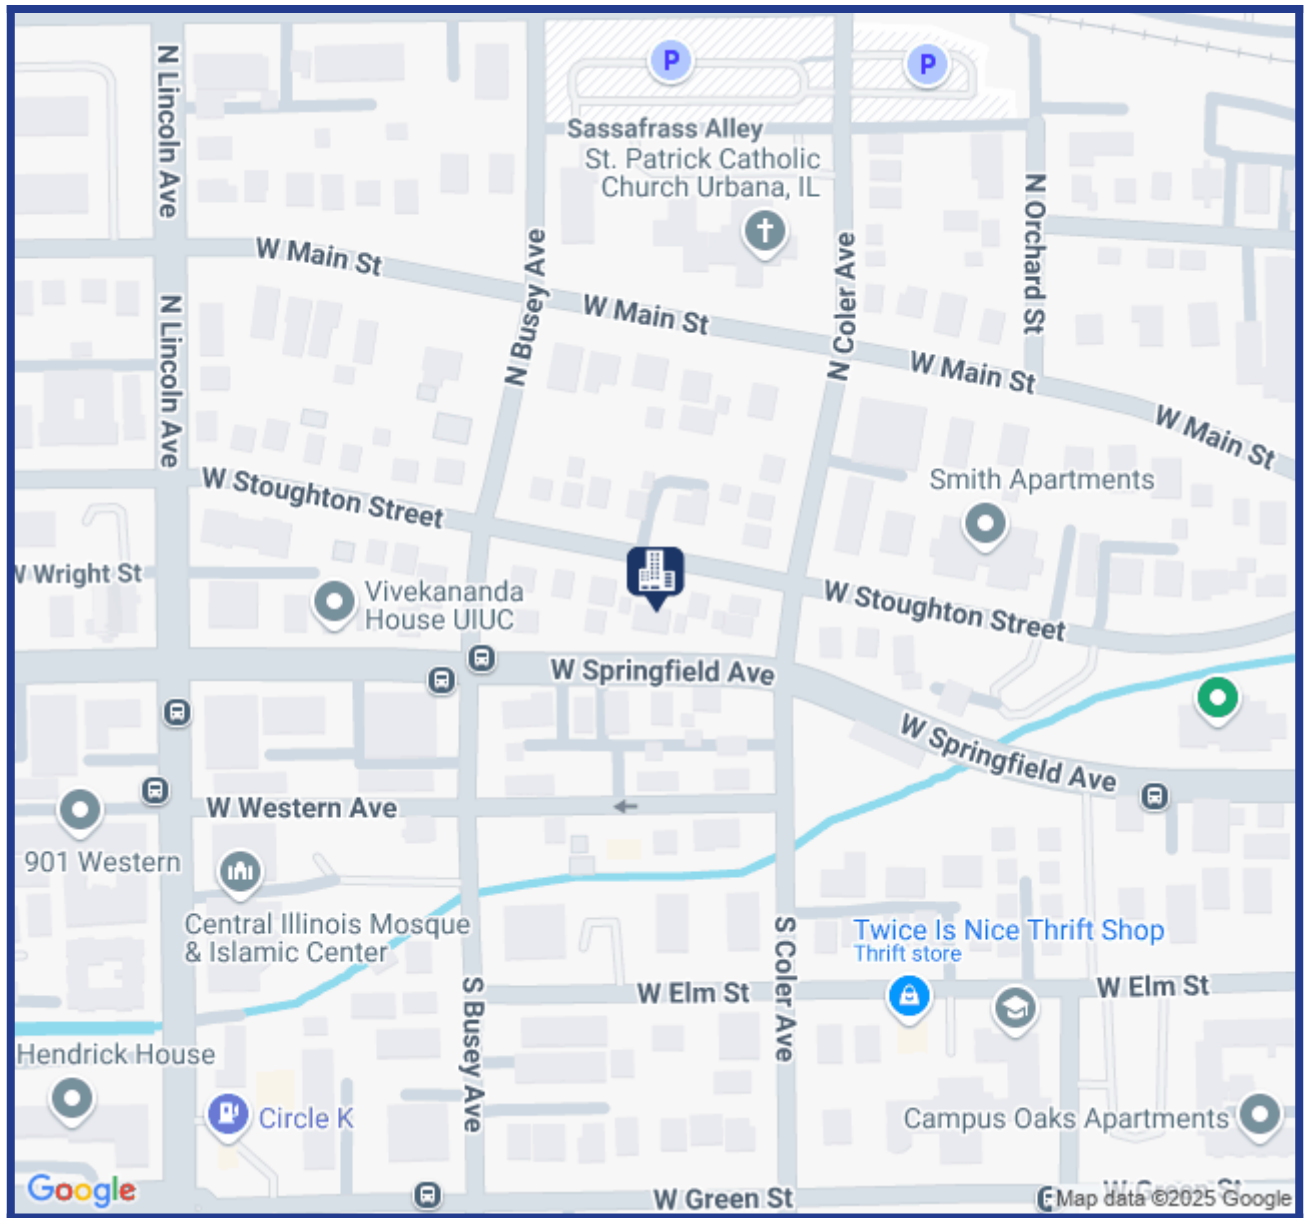 P
P
N Lincoln Ave
Sassafrass Alley
St. Patrick Catholic
Church Urbana, IL
N Orchard St
W Main St
N Busey Ave
W Main St
N Coler Ave
N Lincoln Ave
W Main St
W Main St
W Stoughton Street
Smith Apartments
W Wright St
Vivekananda
House UIUC
W Stoughton Street
W Springfield Ave
W Springfield Ave
W Western Ave
901 Western
Central Illinois Mosque
& Islamic Center
Twice Is Nice Thrift Shop
Thrift store
S Coler Ave
W Elm St
W Elm St
S Busey Ave
Hendrick House
Circle K
Campus Oaks Apartments
Google
W Green St
W Green St
Map data ©2025 Google